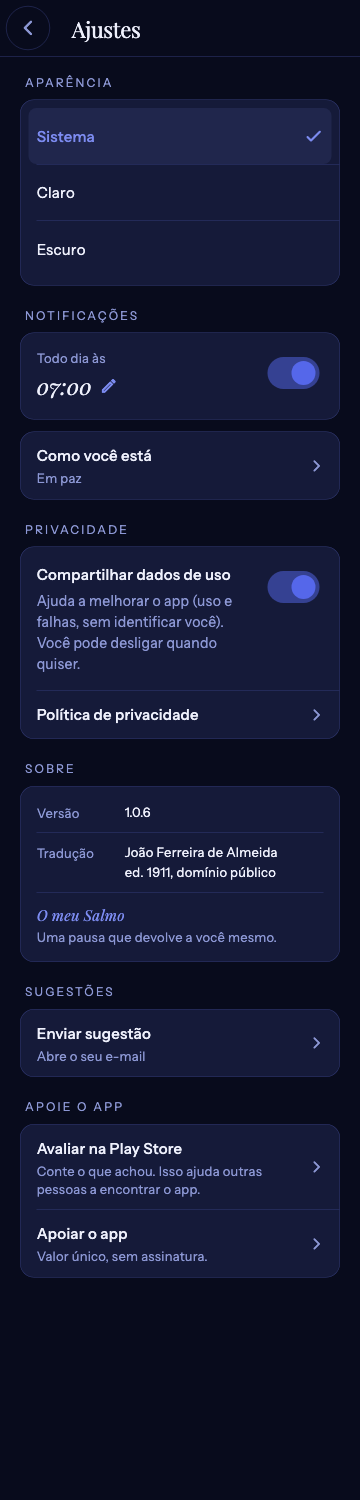 Ajustes
APARÊNCIA
Sistema
Claro
Escuro
NOTIFICAÇÕES
Todo dia às
07:00
Como você está
Em paz
PRIVACIDADE
Compartilhar dados de uso
Ajuda a melhorar o app (uso e
falhas, sem identificar você).
Você pode desligar quando
quiser.
Política de privacidade
SOBRE
Versão 1.0.6
Tradução João Ferreira de Almeida
ed. 1911, domínio público
O meu Salmo
Uma pausa que devolve a você mesmo.
SUGESTÕES
Enviar sugestão
Abre o seu e-mail
APOIE O APP
Avaliar na Play Store
Conte o que achou. Isso ajuda outras
pessoas a encontrar o app.
Apoiar o app
Valor único, sem assinatura.